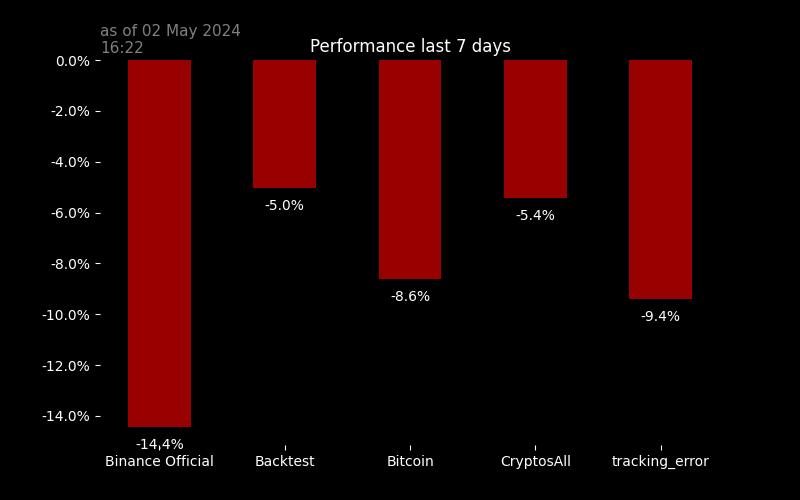 as of 02 May 2024
16:22
Performance last 7 days
0.0%
-2.0%
-4.0%
-6.0%
-8.0%
-10.0%
-12.0%
-14.0%
-14,4%
-5.0%
-8.6%
-5.4%
-9.4%
Binance Official
Backtest
Bitcoin
CryptosAll
tracking_error